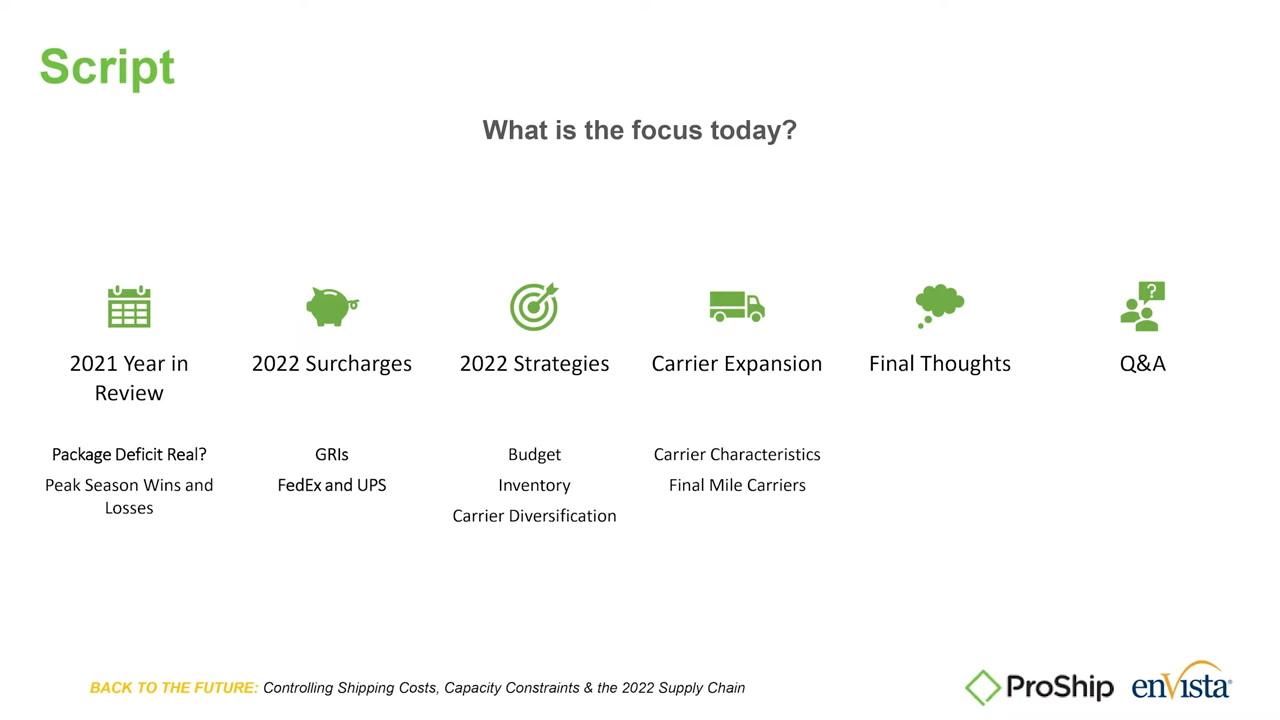 Script
What is the focus today?
?
2021 Year in
Review
Package Deficit Real?
Peak Season Wins and
Losses
2022 Surcharges
GRIs
FedEx and UPS
2022 Strategies
Budget
Inventory
Carrier Diversification
Carrier Expansion
Carrier Characteristics
Final Mile Carriers
Final Thoughts
Q&A
BACK TO THE FUTURE: Controlling Shipping Costs, Capacity Constraints & the 2022 Supply Chain
ProShip
enVista®